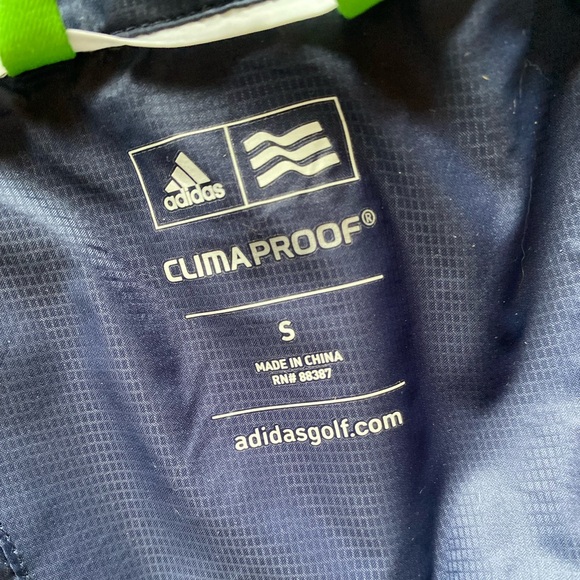 adidas
CLIMAPROOF®
S
MADE IN CHINA
RN# 88387
adidasgolf.com